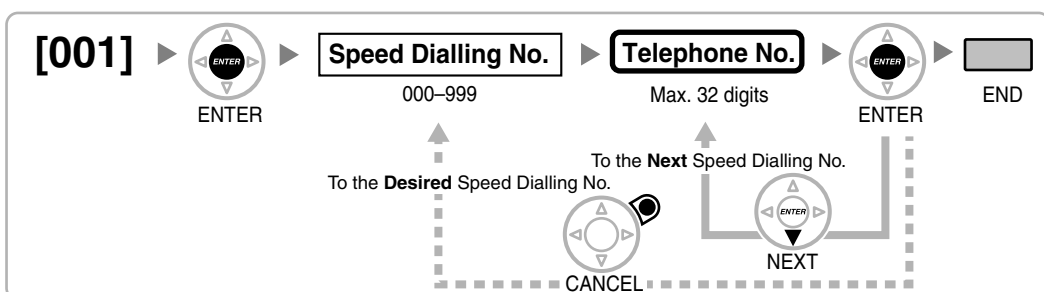 [001] ENTER Speed Dialling No. Telephone No. ENTER
ENTER 000–999 Max. 32 digits ENTER END
To the Next Speed Dialling No.
To the Desired Speed Dialling No.
ENTER
NEXT
CANCEL